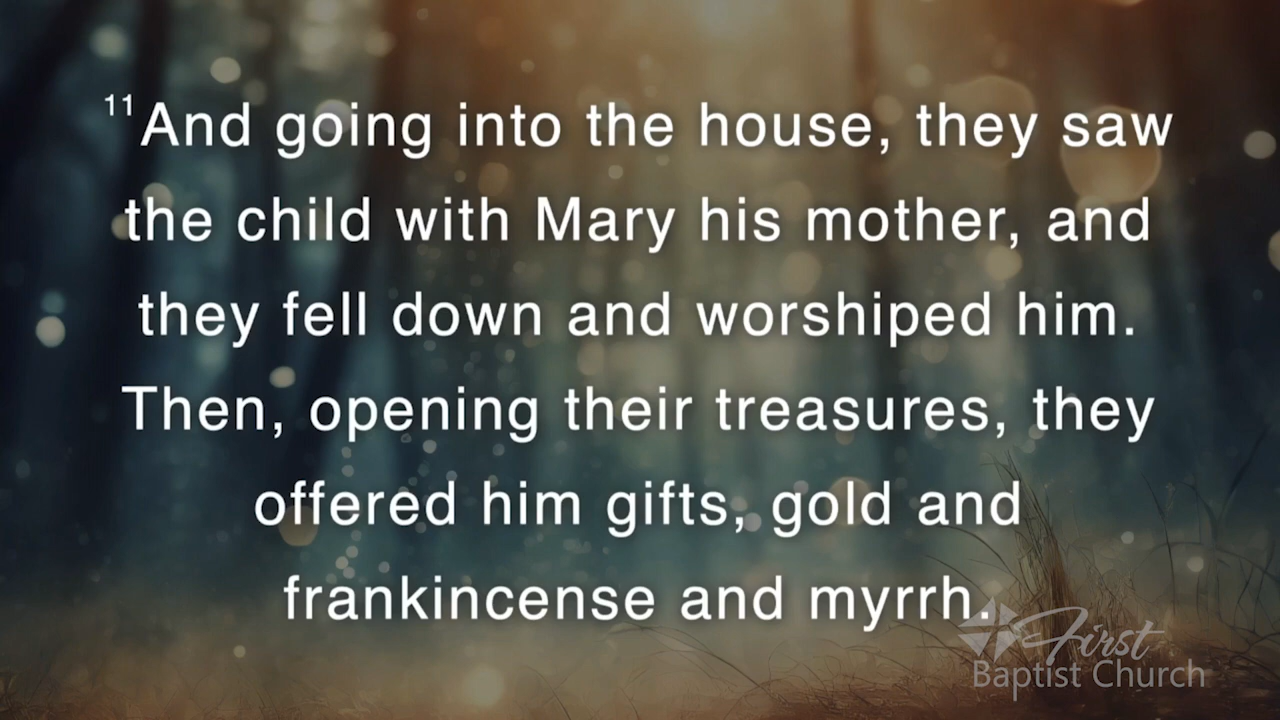 11And going into the house, they saw
the child with Mary his mother, and
they fell down and worshiped him.
Then, opening their treasures, they
offered him gifts, gold and
frankincense and myrrh.
First
Baptist Church